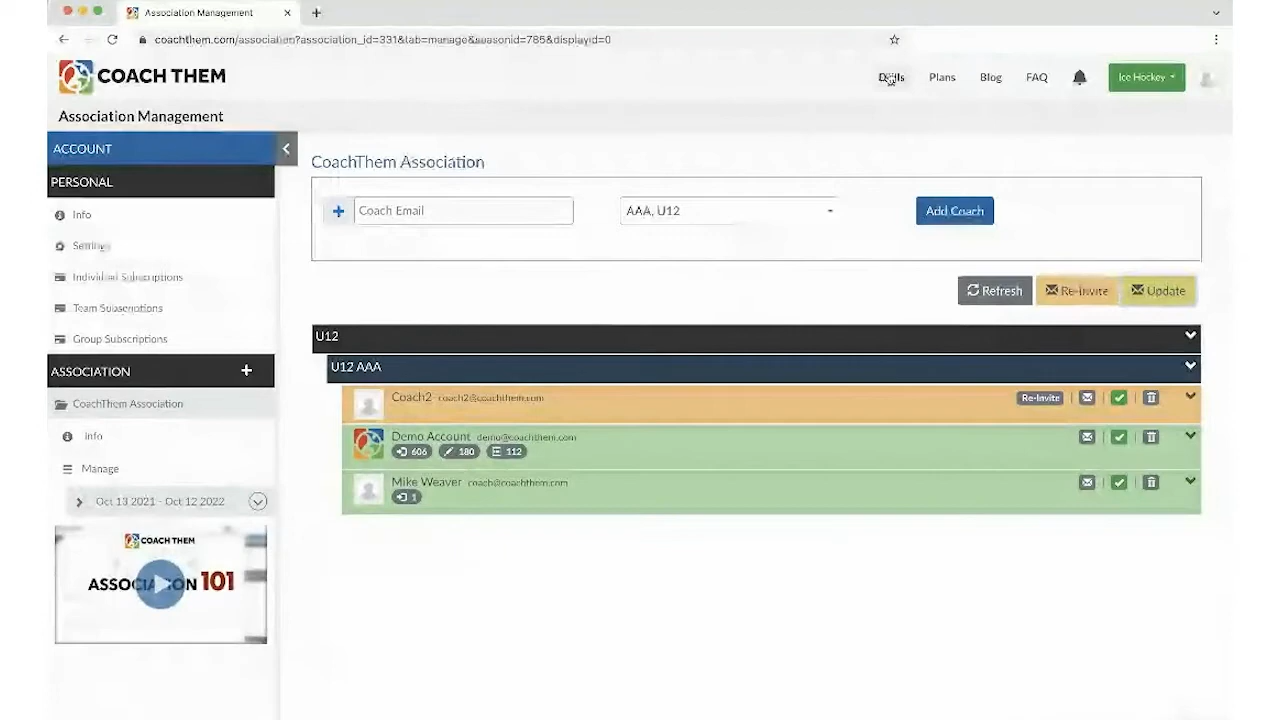 Association Management
coachthem.com/association?association_id=331&tab=manage&seasonid=785&displayid=0
COACH THEM
Drills
Plans
Blog
FAQ
Ice Hockey
Association Management
ACCOUNT
PERSONAL
Info
Settings
Individual Subscriptions
Team Subscriptions
Group Subscriptions
ASSOCIATION
CoachThem Association
Info
Manage
Oct 13 2021 - Oct 12 2022
COACH THEM
ASSOCIATION 101
CoachThem Association
Coach Email
AAA, U12
Add Coach
Refresh
Re-Invite
Update
U12
U12 AAA
Coach2 coach2@coachthem.com
Re-Invite
Demo Account demo@coachthem.com
606 180 112
Mike Weaver coach@coachthem.com
1